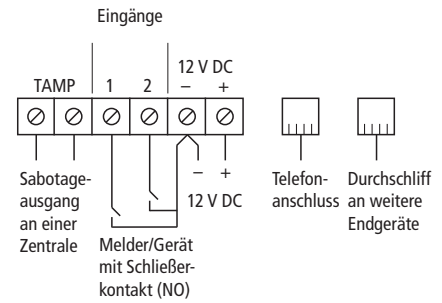 Eingänge
TAMP 1 2 12 V DC
– +
Sabotage-
ausgang
an einer
Zentrale
Melder/Gerät
mit Schließer-
kontakt (NO)
– +
12 V DC
Telefon-
anschluss
Durchschliff
an weitere
Endgeräte